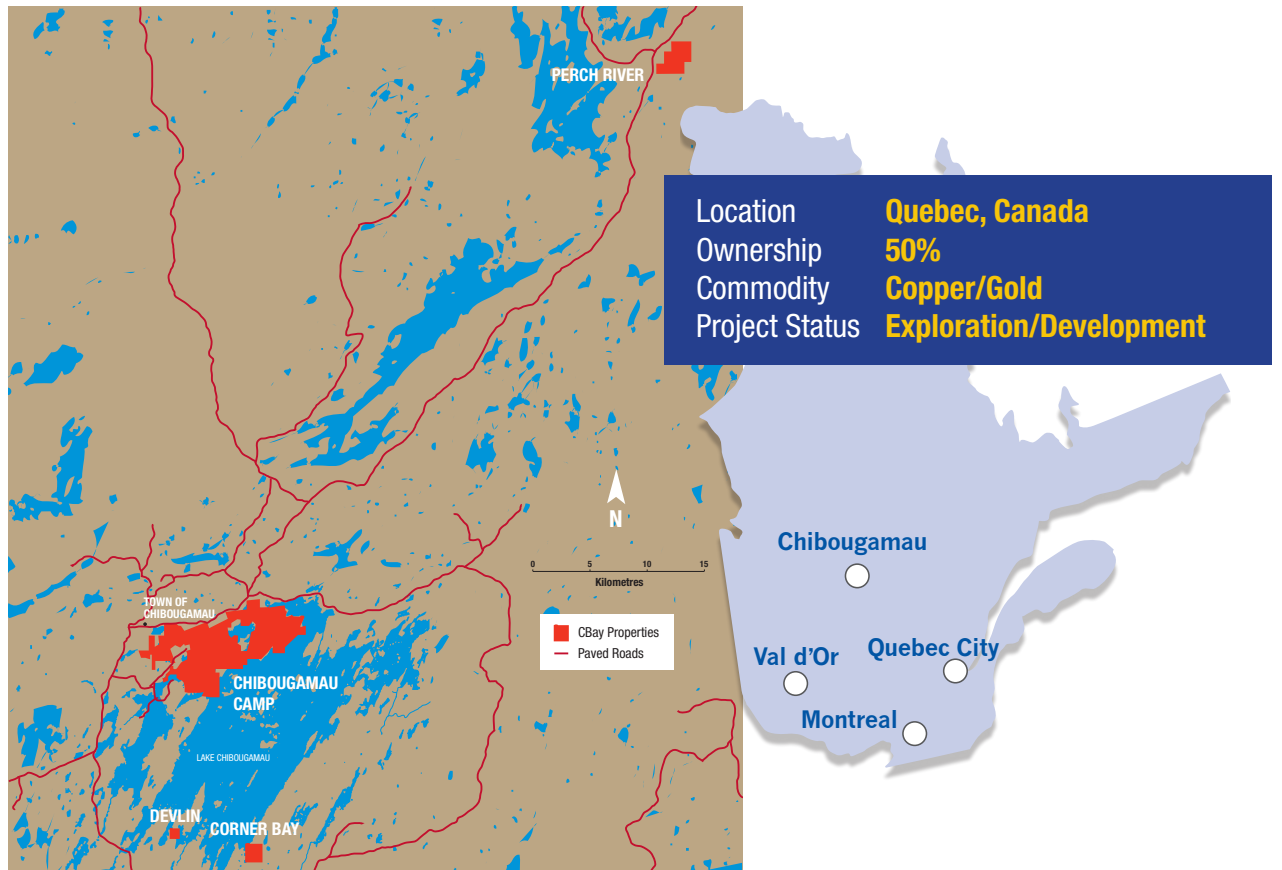 PERCH RIVER
Location Quebec, Canada
Ownership 50%
Commodity Copper/Gold
Project Status Exploration/Development
N
0 5 10 15
Kilometres
CBay Properties
Paved Roads
TOWN OF
CHIBOUGAMAU
CHIBOUGAMAU
CAMP
LAKE CHIBOUGAMAU
DEVLIN
CORNER BAY
Chibougamau
Val d'Or
Quebec City
Montreal